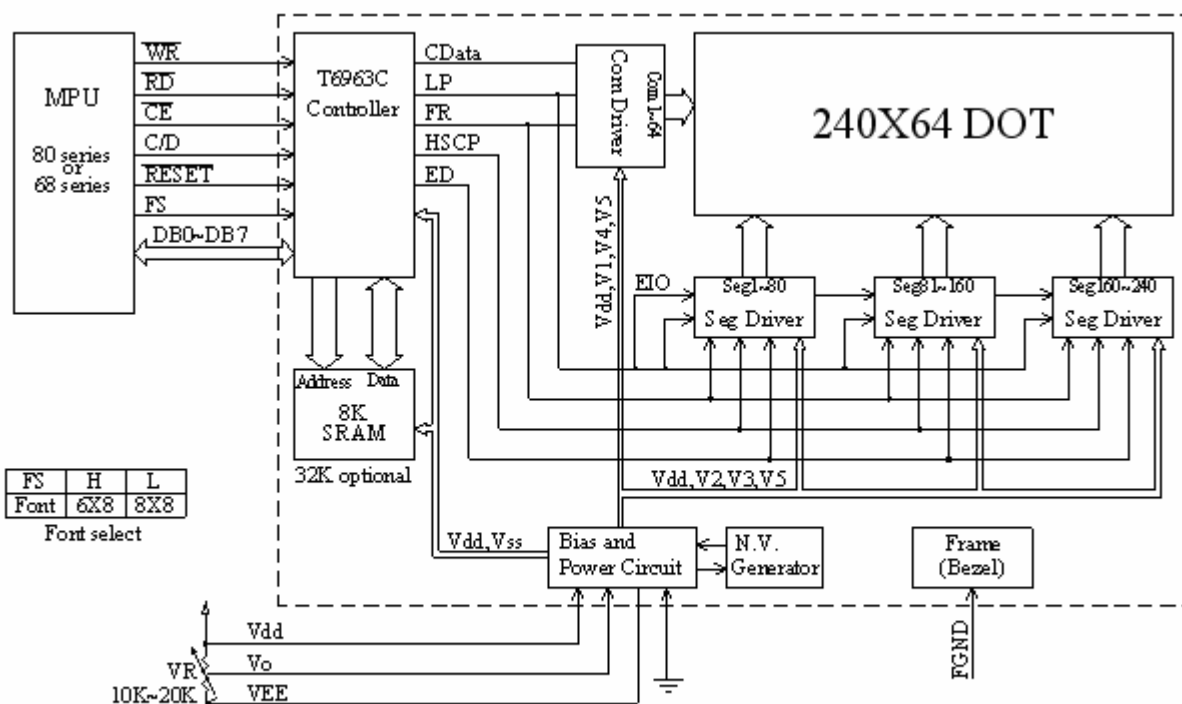 MPU
80 series
or
68 series
WR
RD
CE
C/D
RESET
FS
DB0~DB7
T6963C
Controller
CData
LP
FR
HSCP
ED
Com Driver
Com 1~64
240X64 DOT
Vdd,V1,V4,V5
EIO
Seg1~80
Seg Driver
Seg81~160
Seg Driver
Seg160~240
Seg Driver
Address
Data
8K
SRAM
32K optional
FS H L
Font 6X8 8X8
Font select
Vdd,V2,V3,V5
Vdd,Vss
Bias and
Power Circuit
N.V.
Generator
Frame
(Bezel)
FGND
Vdd
Vo
VEE
VR
10K~20K